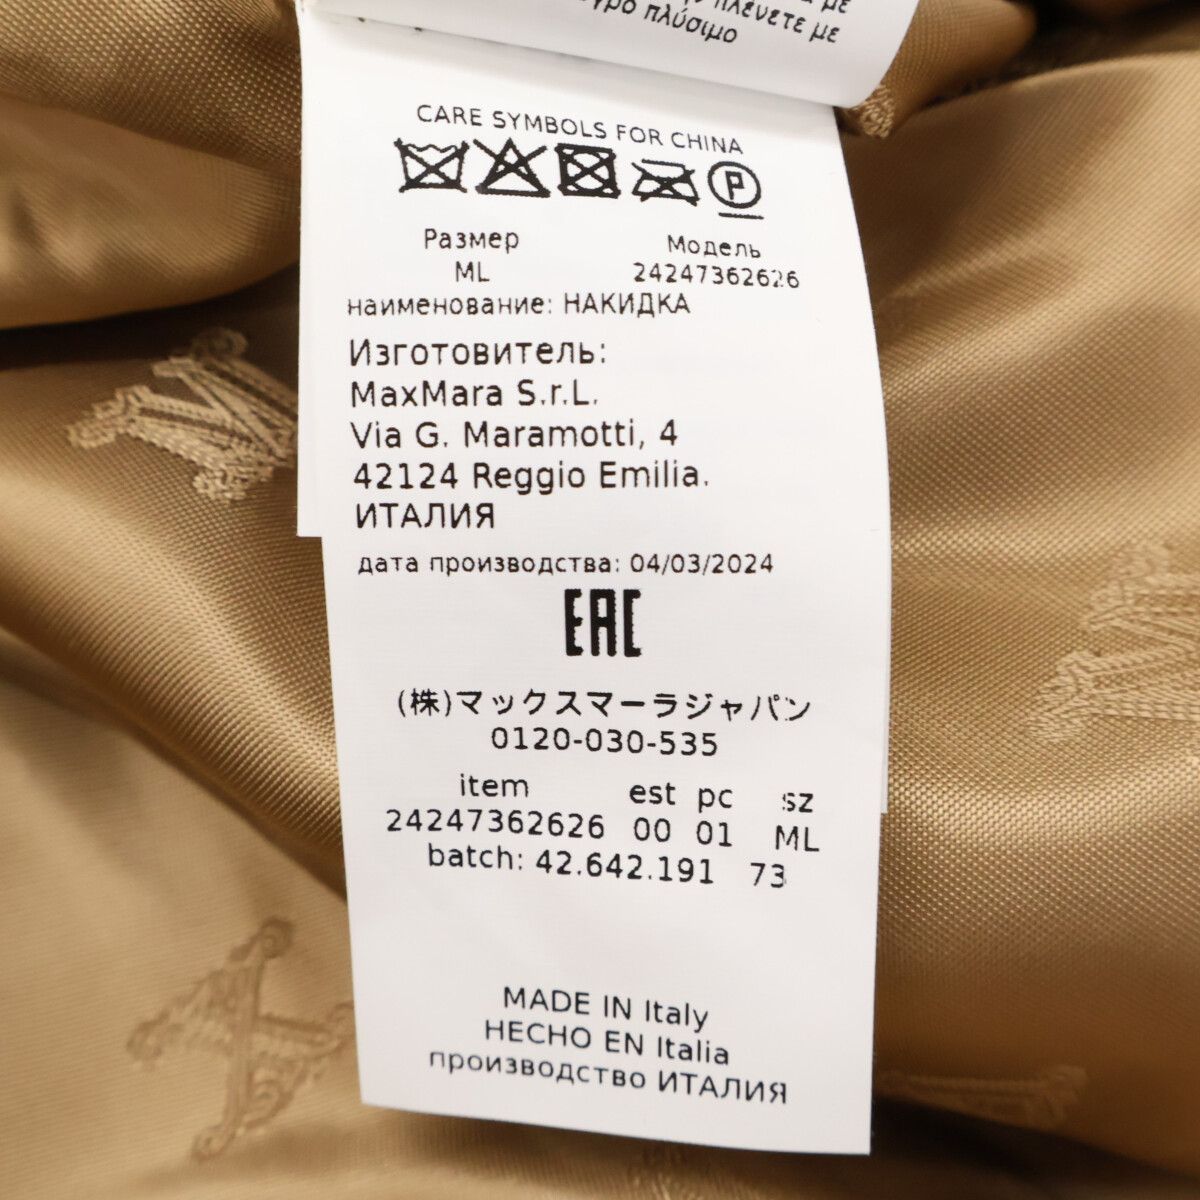 πλένετε με
πλύσιμο
CARE SYMBOLS FOR CHINA
P
Размер Модель
ML 24247362626
наименование: НАКИДКА
Изготовитель:
MaxMara S.r.L.
Via G. Maramotti, 4
42124 Reggio Emilia.
ИТАЛИЯ
дата производства: 04/03/2024
EAC
(株)マックスマーラジャパン
0120-030-535
item est pc sz
24247362626 00 01 ML
batch: 42.642.191 73
MADE IN Italy
HECHO EN Italia
производство ИТАЛИЯ